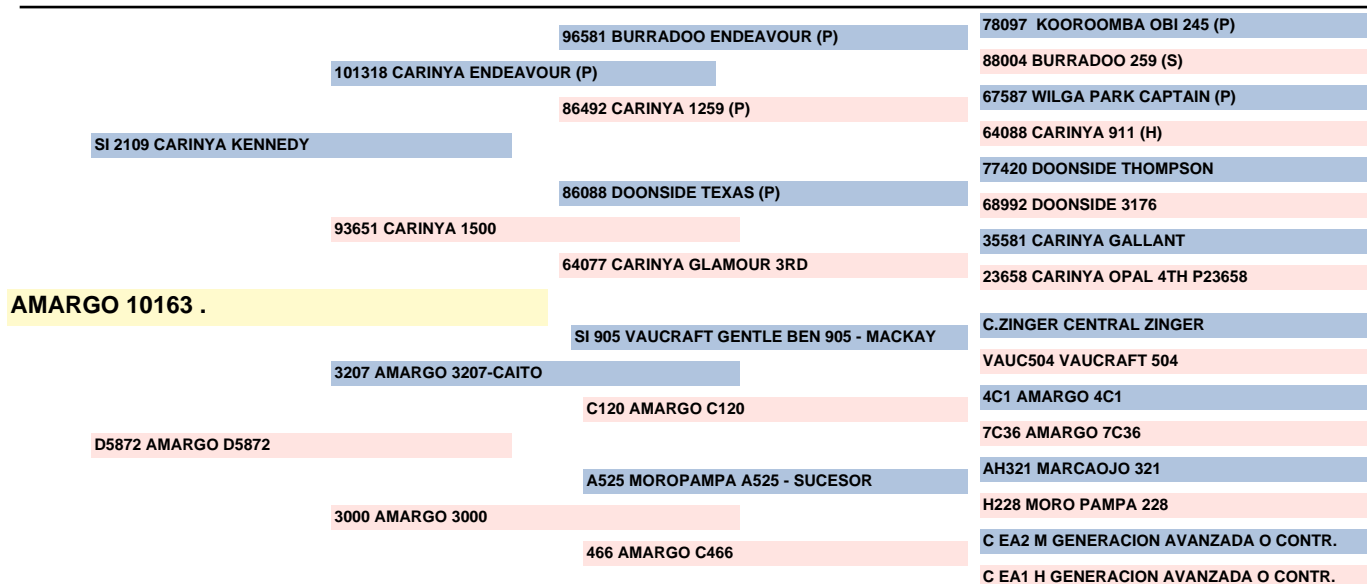 78097 KOOROOMBA OBI 245 (P)
96581 BURRADOO ENDEAVOUR (P)
88004 BURRADOO 259 (S)
101318 CARINYA ENDEAVOUR (P)
67587 WILGA PARK CAPTAIN (P)
86492 CARINYA 1259 (P)
64088 CARINYA 911 (H)
SI 2109 CARINYA KENNEDY
77420 DOONSIDE THOMPSON
86088 DOONSIDE TEXAS (P)
68992 DOONSIDE 3176
93651 CARINYA 1500
35581 CARINYA GALLANT
64077 CARINYA GLAMOUR 3RD
23658 CARINYA OPAL 4TH P23658
AMARGO 10163 .
C.ZINGER CENTRAL ZINGER
SI 905 VAUCRAFT GENTLE BEN 905 - MACKAY
VAUC504 VAUCRAFT 504
3207 AMARGO 3207-CAITO
4C1 AMARGO 4C1
C120 AMARGO C120
7C36 AMARGO 7C36
D5872 AMARGO D5872
AH321 MARCAOJO 321
A525 MOROPAMPA A525 - SUCESOR
H228 MORO PAMPA 228
3000 AMARGO 3000
C EA2 M GENERACION AVANZADA O CONTR.
466 AMARGO C466
C EA1 H GENERACION AVANZADA O CONTR.